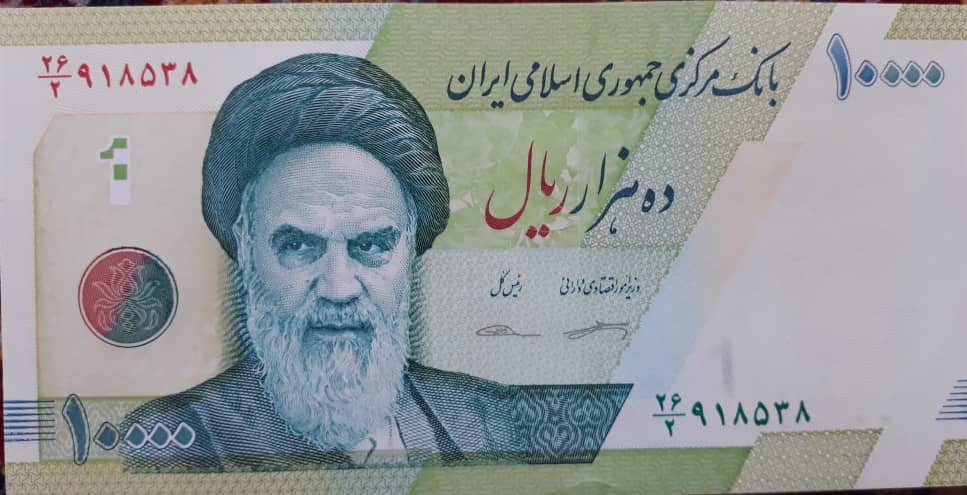 ۲۶/۲ ۹۱۸۵۳۸
بانک مرکزی جمهوری اسلامی ایران
۱۰۰۰۰
ده هزار ریال
وزیر امور اقتصادی و دارائی
رئیس کل
۱۰۰۰۰
۲۶/۲ ۹۱۸۵۳۸